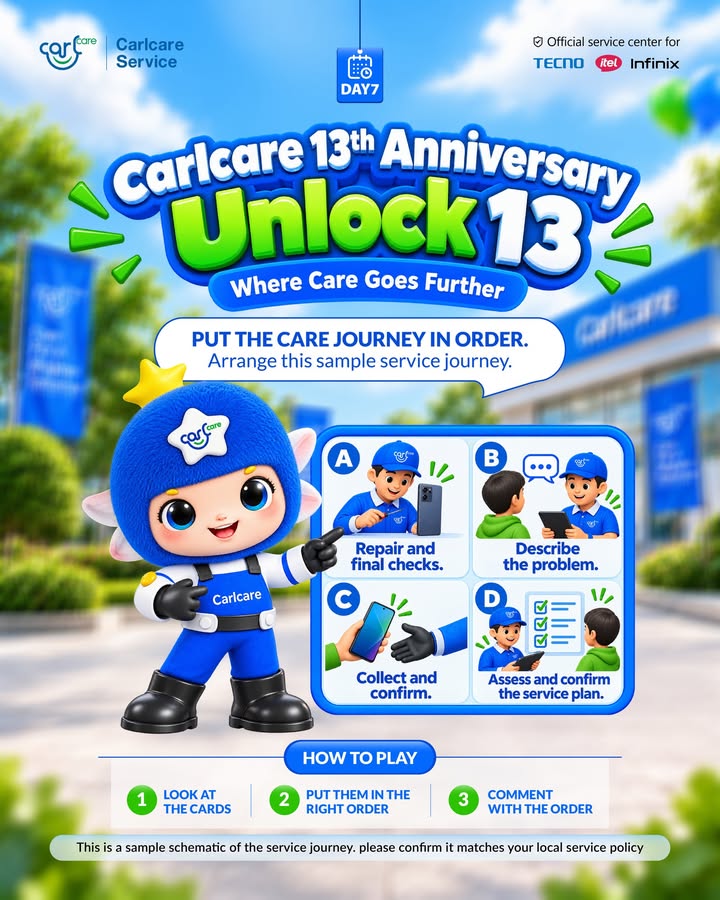 carlcare
Carlcare
Service
DAY7
Official service center for
TECNO itel Infinix
Carlcare 13th Anniversary
Unlock 13
Where Care Goes Further
PUT THE CARE JOURNEY IN ORDER.
Arrange this sample service journey.
Carlcare
carlcare
Carlcare
A
Repair and
final checks.
B
Describe
the problem.
C
Collect and
confirm.
D
Assess and confirm
the service plan.
HOW TO PLAY
1 LOOK AT
THE CARDS
2 PUT THEM IN THE
RIGHT ORDER
3 COMMENT
WITH THE ORDER
This is a sample schematic of the service journey. please confirm it matches your local service policy